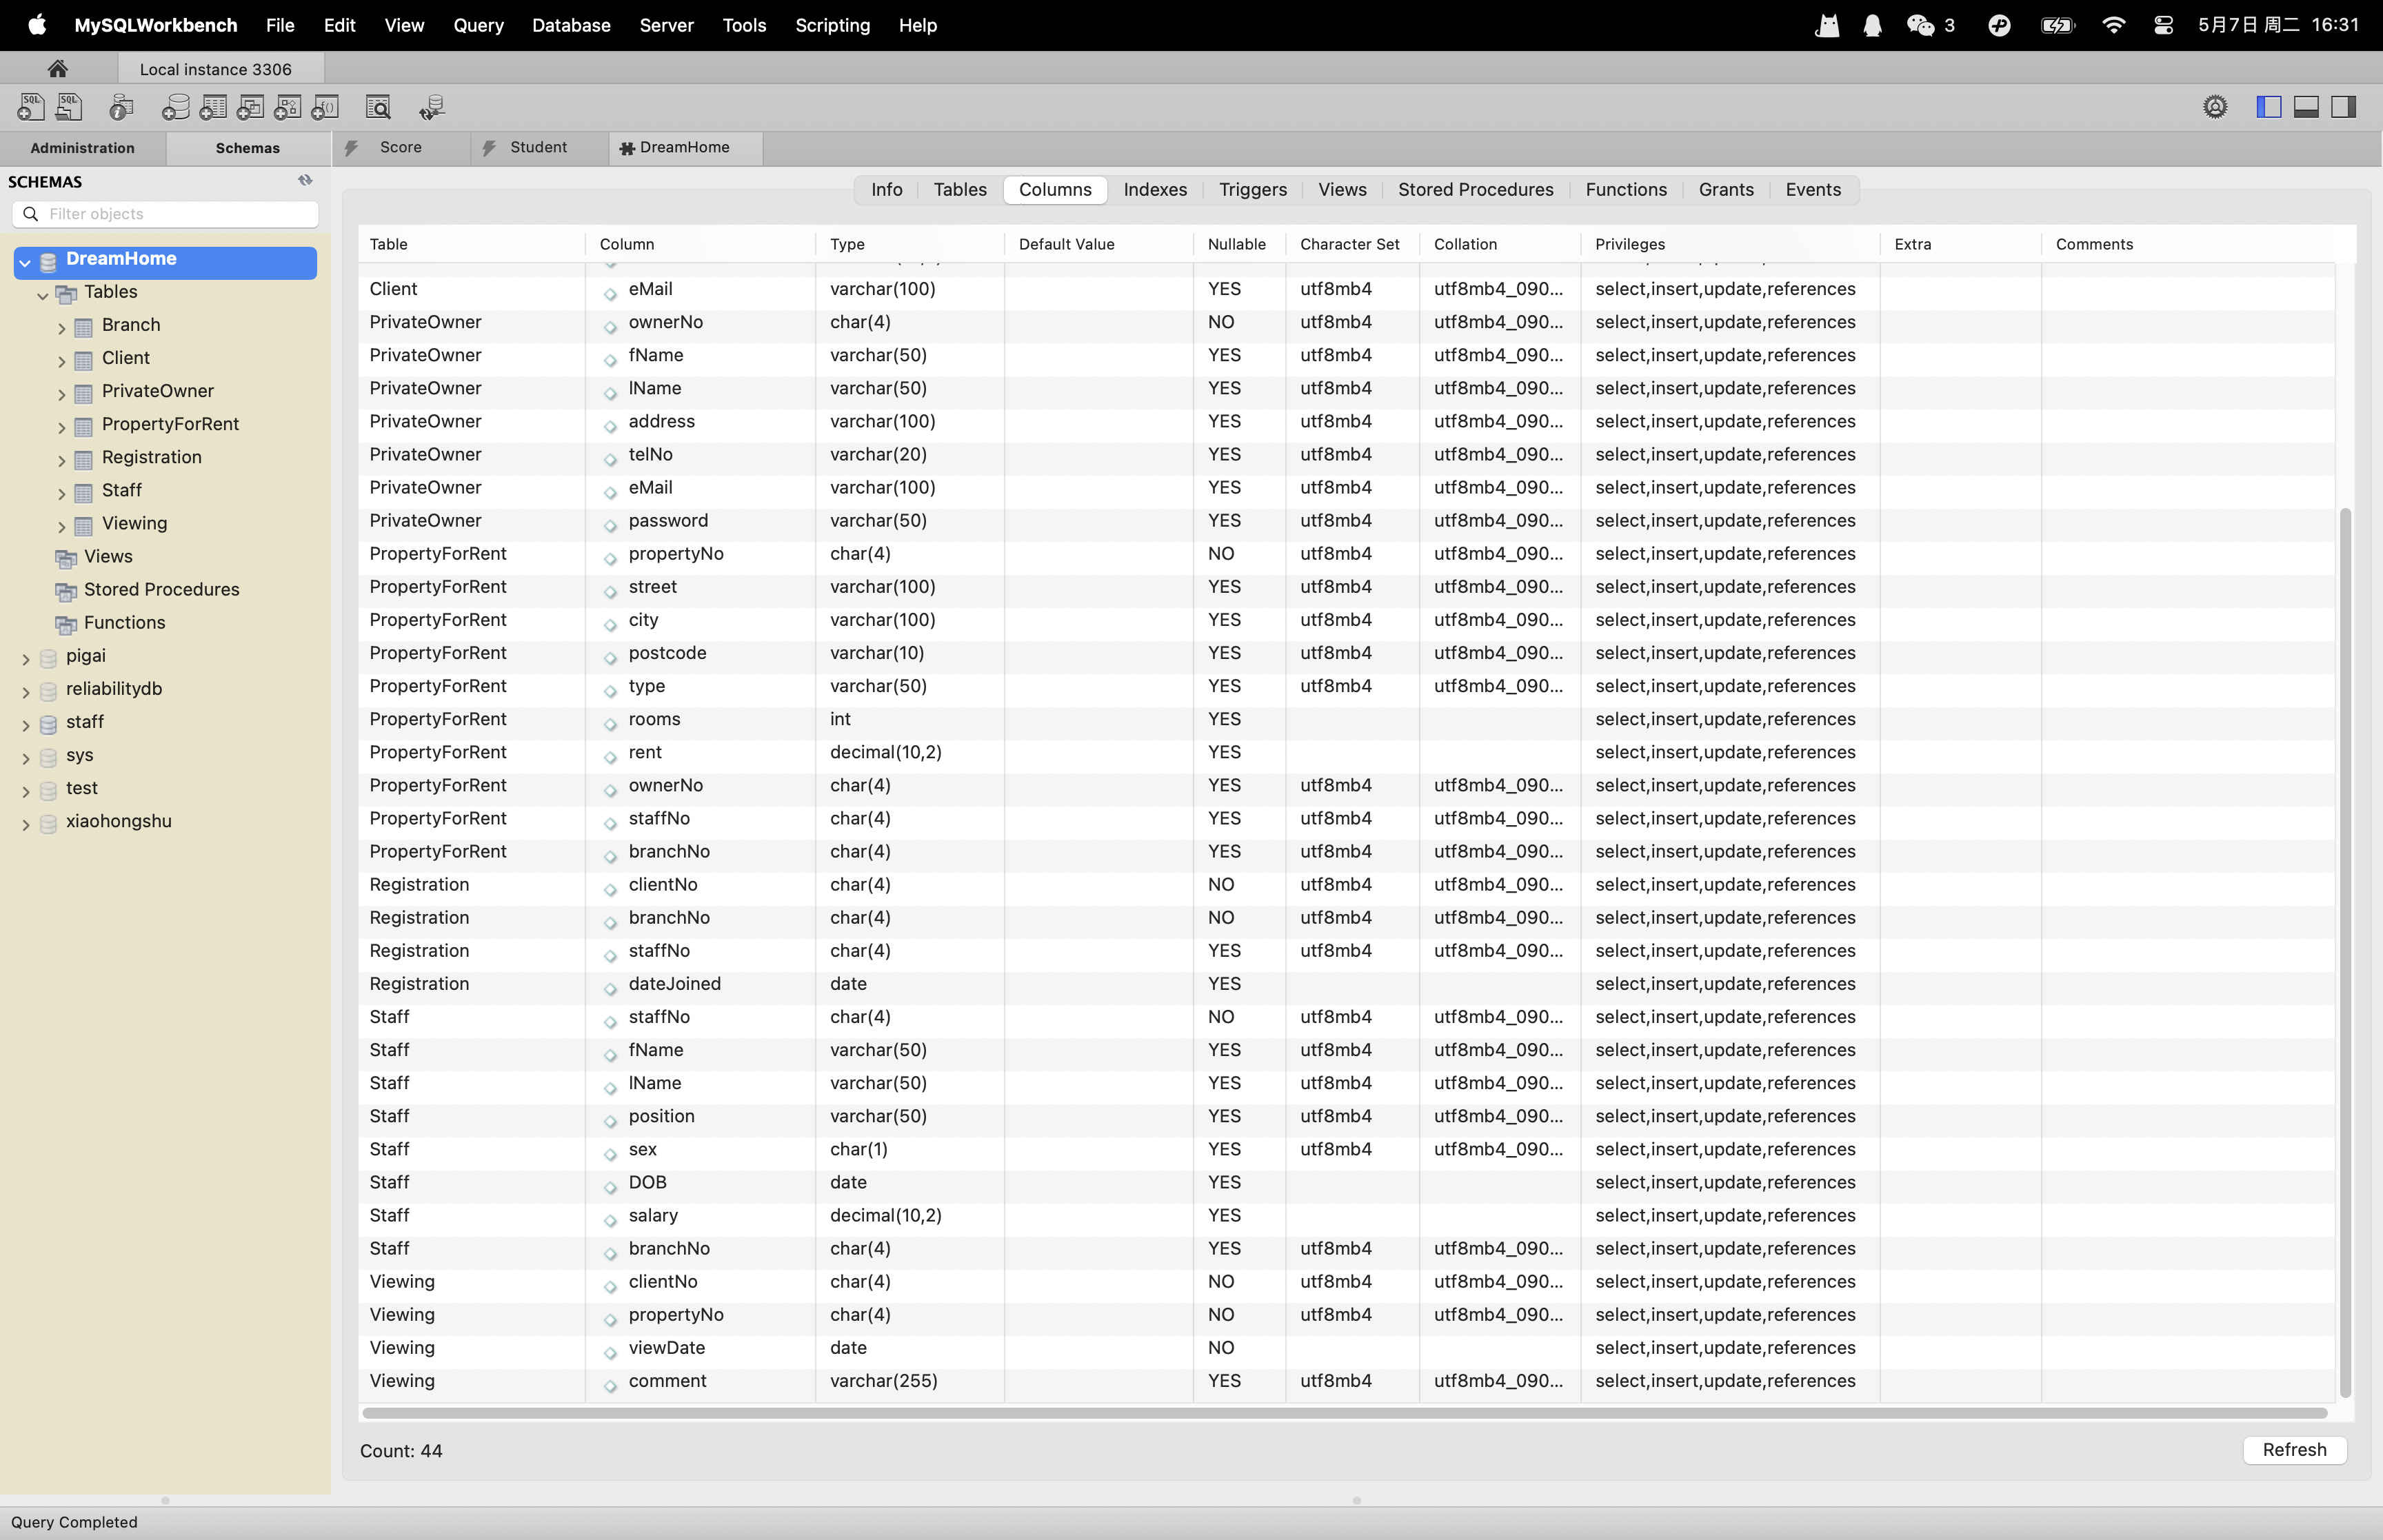 MySQLWorkbench File Edit View Query Database Server Tools Scripting Help 3 5月7日 周二 16:31
Local instance 3306
Administration Schemas Score Student DreamHome
SCHEMAS
Filter objects
DreamHome
Tables
Branch
Client
PrivateOwner
PropertyForRent
Registration
Staff
Viewing
Views
Stored Procedures
Functions
pigai
reliabilitydb
staff
sys
test
xiaohongshu
Info Tables Columns Indexes Triggers Views Stored Procedures Functions Grants Events
Table Column Type Default Value Nullable Character Set Collation Privileges Extra Comments
Client eMail varchar(100) YES utf8mb4 utf8mb4_090... select,insert,update,references
PrivateOwner ownerNo char(4) NO utf8mb4 utf8mb4_090... select,insert,update,references
PrivateOwner fName varchar(50) YES utf8mb4 utf8mb4_090... select,insert,update,references
PrivateOwner lName varchar(50) YES utf8mb4 utf8mb4_090... select,insert,update,references
PrivateOwner address varchar(100) YES utf8mb4 utf8mb4_090... select,insert,update,references
PrivateOwner telNo varchar(20) YES utf8mb4 utf8mb4_090... select,insert,update,references
PrivateOwner eMail varchar(100) YES utf8mb4 utf8mb4_090... select,insert,update,references
PrivateOwner password varchar(50) YES utf8mb4 utf8mb4_090... select,insert,update,references
PropertyForRent propertyNo char(4) NO utf8mb4 utf8mb4_090... select,insert,update,references
PropertyForRent street varchar(100) YES utf8mb4 utf8mb4_090... select,insert,update,references
PropertyForRent city varchar(100) YES utf8mb4 utf8mb4_090... select,insert,update,references
PropertyForRent postcode varchar(10) YES utf8mb4 utf8mb4_090... select,insert,update,references
PropertyForRent type varchar(50) YES utf8mb4 utf8mb4_090... select,insert,update,references
PropertyForRent rooms int YES select,insert,update,references
PropertyForRent rent decimal(10,2) YES select,insert,update,references
PropertyForRent ownerNo char(4) YES utf8mb4 utf8mb4_090... select,insert,update,references
PropertyForRent staffNo char(4) YES utf8mb4 utf8mb4_090... select,insert,update,references
PropertyForRent branchNo char(4) YES utf8mb4 utf8mb4_090... select,insert,update,references
Registration clientNo char(4) NO utf8mb4 utf8mb4_090... select,insert,update,references
Registration branchNo char(4) NO utf8mb4 utf8mb4_090... select,insert,update,references
Registration staffNo char(4) YES utf8mb4 utf8mb4_090... select,insert,update,references
Registration dateJoined date YES select,insert,update,references
Staff staffNo char(4) NO utf8mb4 utf8mb4_090... select,insert,update,references
Staff fName varchar(50) YES utf8mb4 utf8mb4_090... select,insert,update,references
Staff lName varchar(50) YES utf8mb4 utf8mb4_090... select,insert,update,references
Staff position varchar(50) YES utf8mb4 utf8mb4_090... select,insert,update,references
Staff sex char(1) YES utf8mb4 utf8mb4_090... select,insert,update,references
Staff DOB date YES select,insert,update,references
Staff salary decimal(10,2) YES select,insert,update,references
Staff branchNo char(4) YES utf8mb4 utf8mb4_090... select,insert,update,references
Viewing clientNo char(4) NO utf8mb4 utf8mb4_090... select,insert,update,references
Viewing propertyNo char(4) NO utf8mb4 utf8mb4_090... select,insert,update,references
Viewing viewDate date NO select,insert,update,references
Viewing comment varchar(255) YES utf8mb4 utf8mb4_090... select,insert,update,references
Count: 44
Refresh
Query Completed